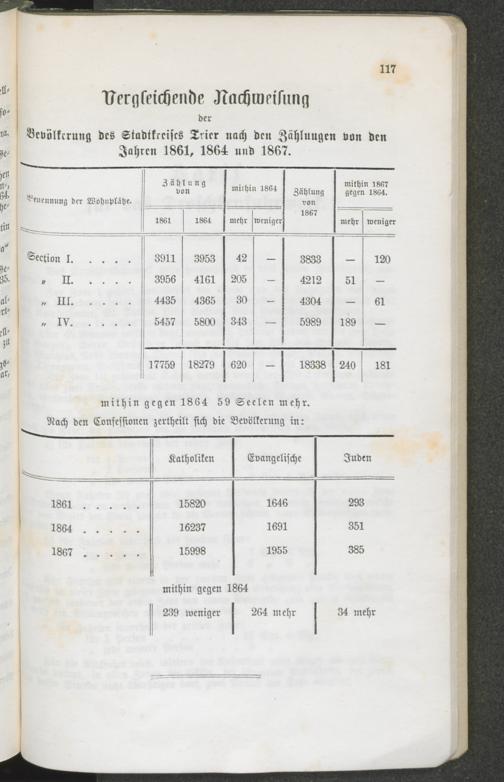 117
Vergleichende Nachweisung
der
Bevölkerung des Stadtkreises Trier nach den Zählungen von den
Jahren 1861, 1864 und 1867.
Benennung der Wohnplätze. Zählung von mithin 1864 Zählung von 1867 mithin 1867 gegen 1864.
1861 1864 mehr weniger mehr weniger
Section I. . . . . 3911 3953 42 — 3833 — 120
„ II. . . . . 3956 4161 205 — 4212 51 —
„ III. . . . . 4435 4365 30 — 4304 — 61
„ IV. . . . . 5457 5800 343 — 5989 189 —
17759 18279 620 — 18338 240 181
mithin gegen 1864 59 Seelen mehr.
Nach den Confessionen zertheilt sich die Bevölkerung in:
Katholiken Evangelische Juden
1861 . . . . . 15820 1646 293
1864 . . . . . 16237 1691 351
1867 . . . . . 15998 1955 385
mithin gegen 1864
239 weniger 264 mehr 34 mehr